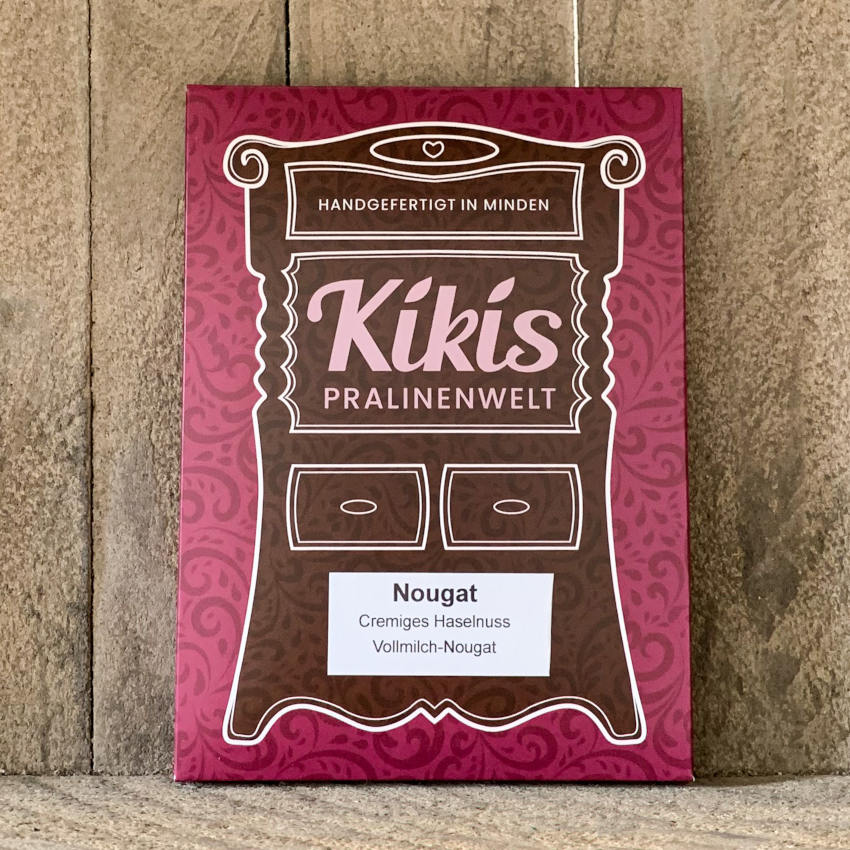 HANDGEFERTIGT IN MINDEN
Kikis
PRALINENWELT
Nougat
Cremiges Haselnuss
Vollmilch-Nougat